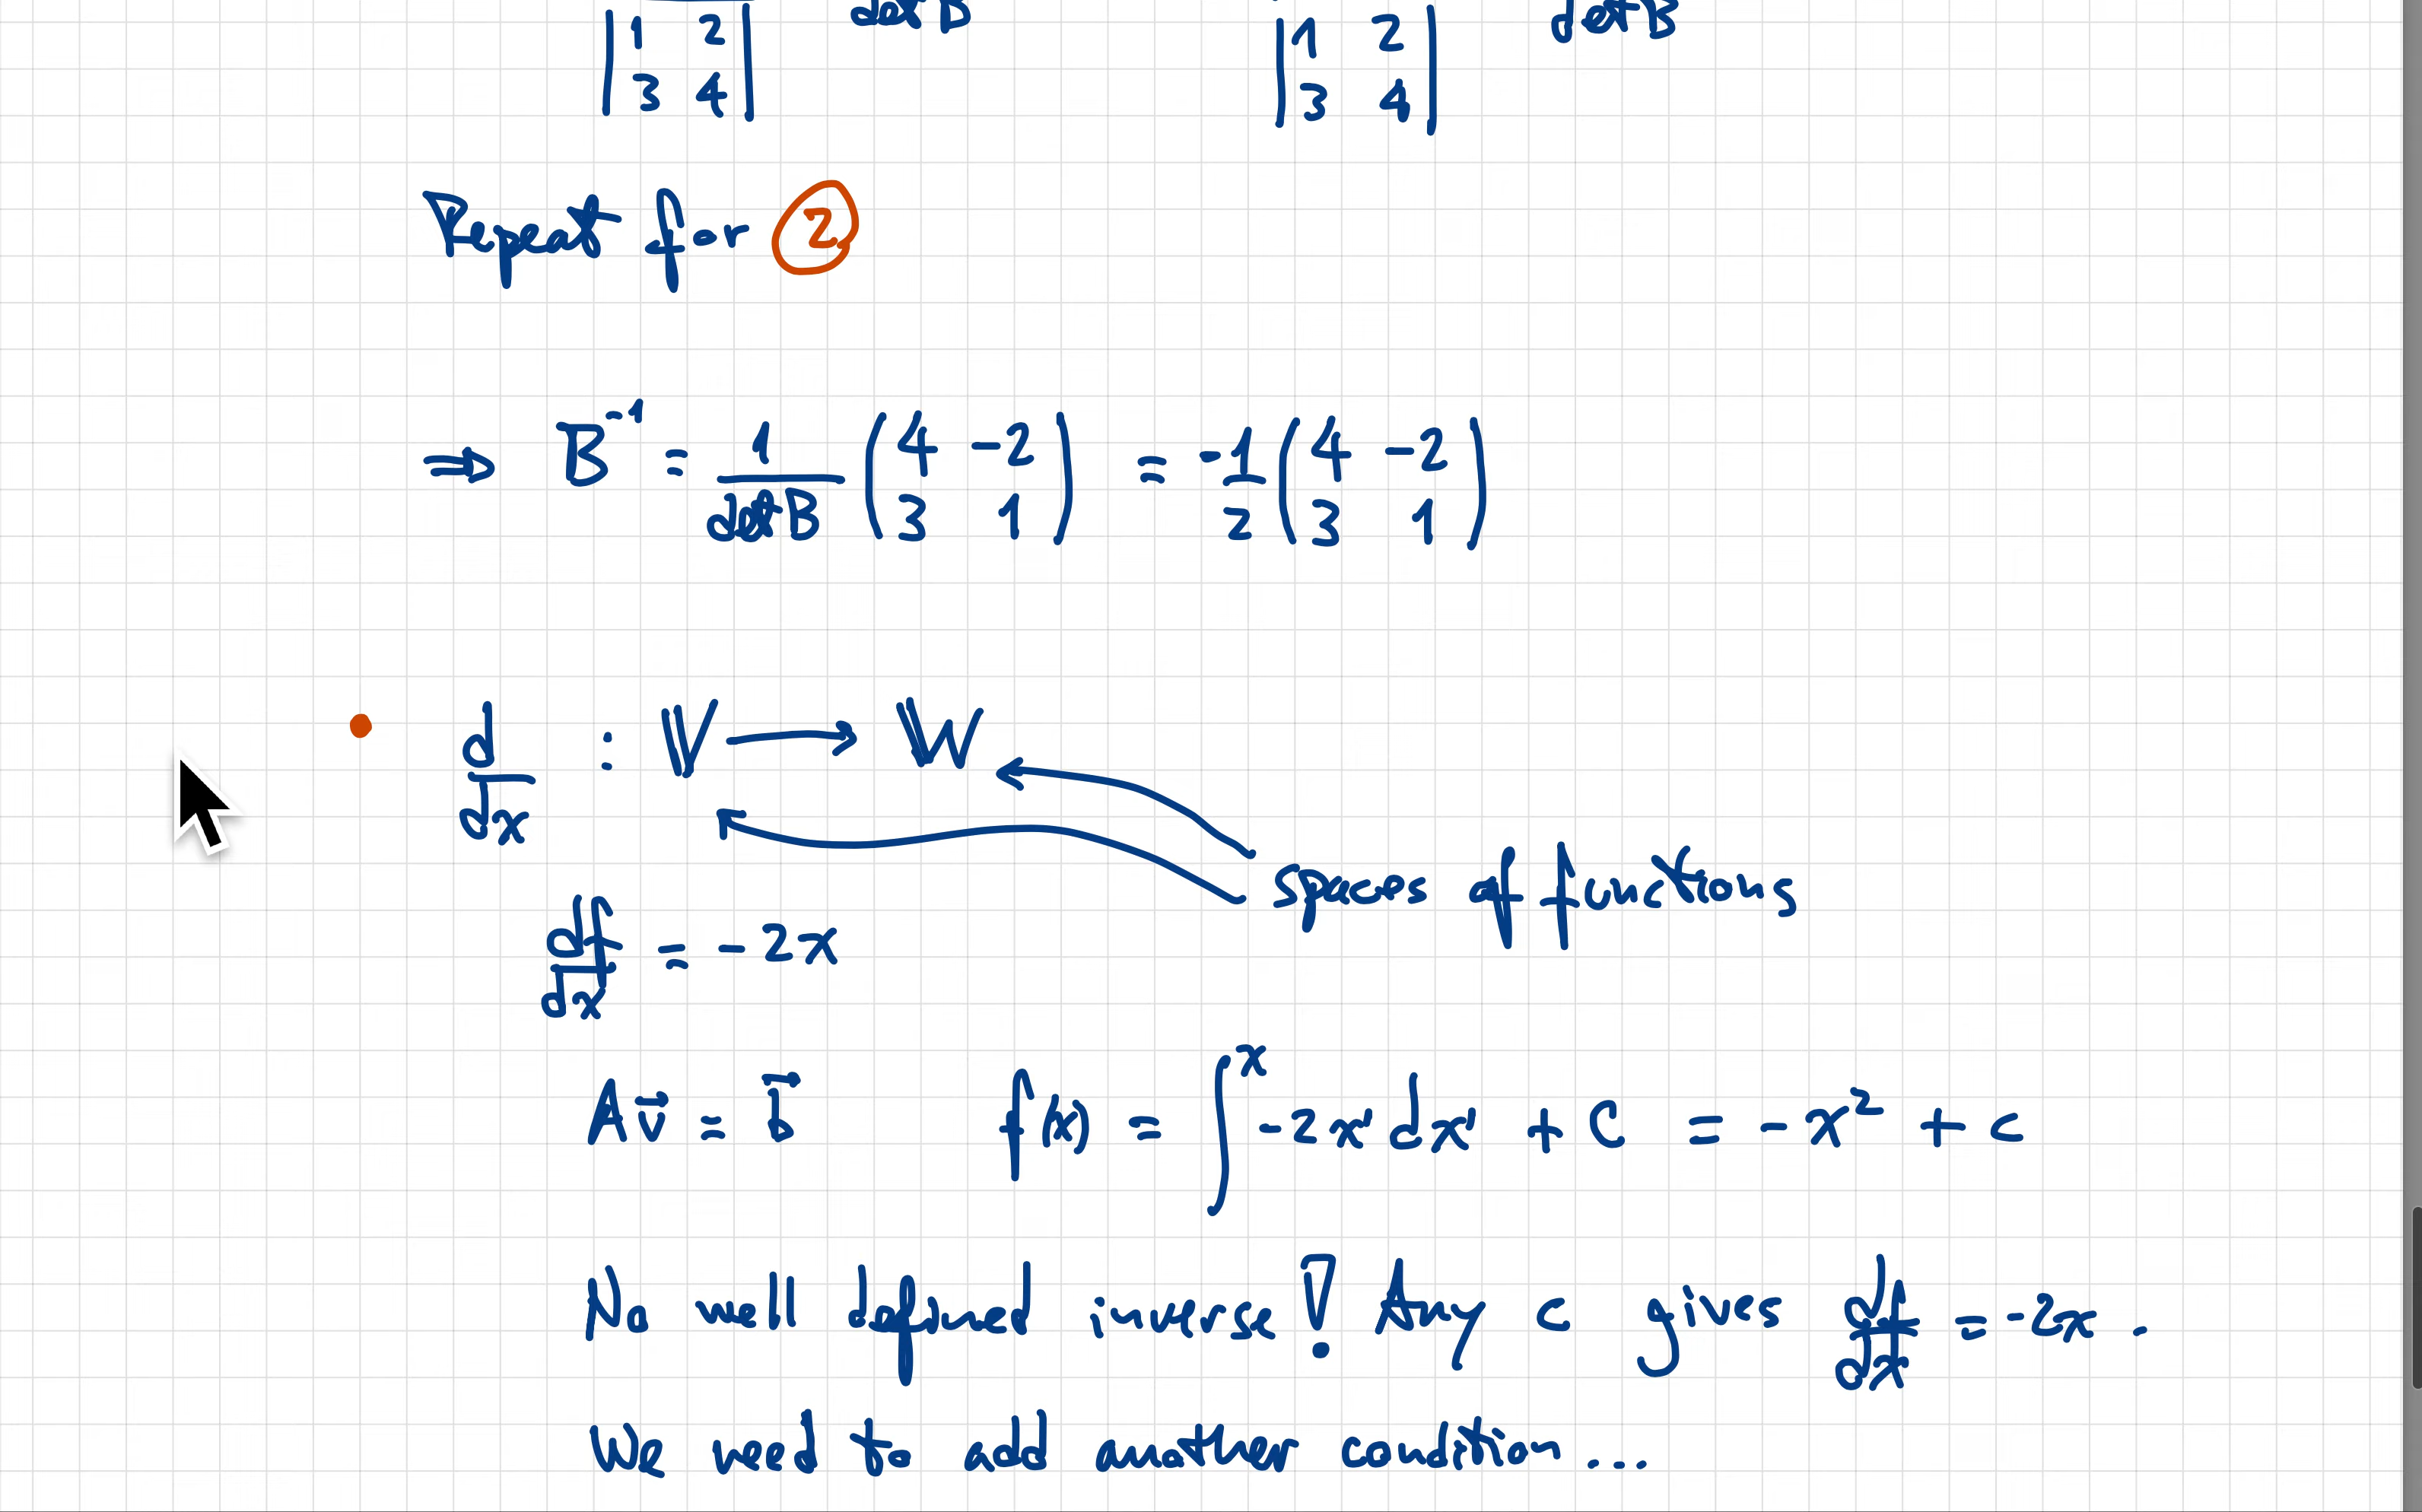 |1 2| det B |1 2| det B
|3 4| |3 4|
Repeat for ②
⇒ B⁻¹ = 1/det B (4 -2; 3 1) = -1/2 (4 -2; 3 1)
• d/dx : V → W
spaces of functions
df/dx = -2x
Av⃗ = b⃗ f(x) = ∫ˣ -2x' dx' + C = -x² + c
No well defined inverse! Any c gives df/dx = -2x.
We need to add another condition ...